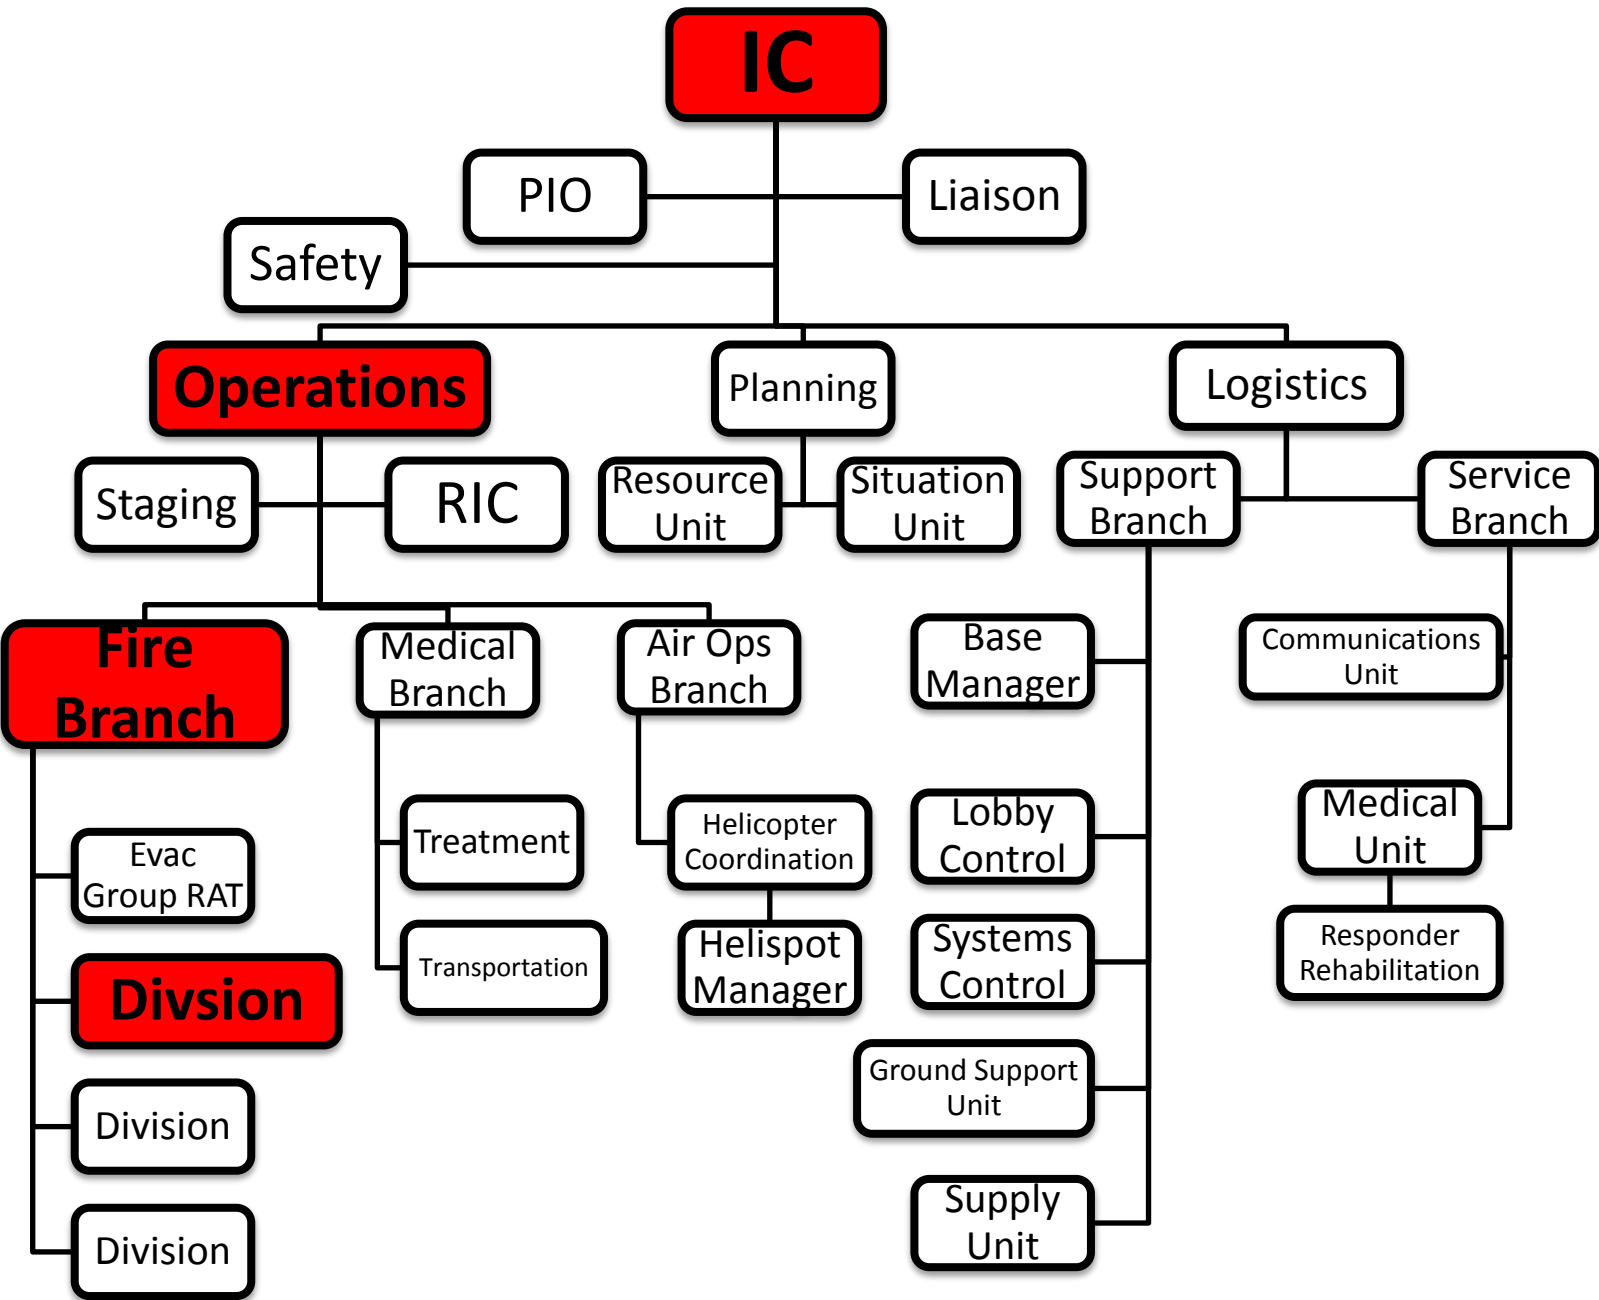 IC
PIO
Liaison
Safety
Operations
Planning
Logistics
Staging
RIC
Resource
Unit
Situation
Unit
Support
Branch
Service
Branch
Fire
Branch
Medical
Branch
Air Ops
Branch
Base
Manager
Communications
Unit
Evac
Group RAT
Treatment
Helicopter
Coordination
Lobby
Control
Medical
Unit
Divsion
Transportation
Helispot
Manager
Systems
Control
Responder
Rehabilitation
Division
Ground Support
Unit
Division
Supply
Unit